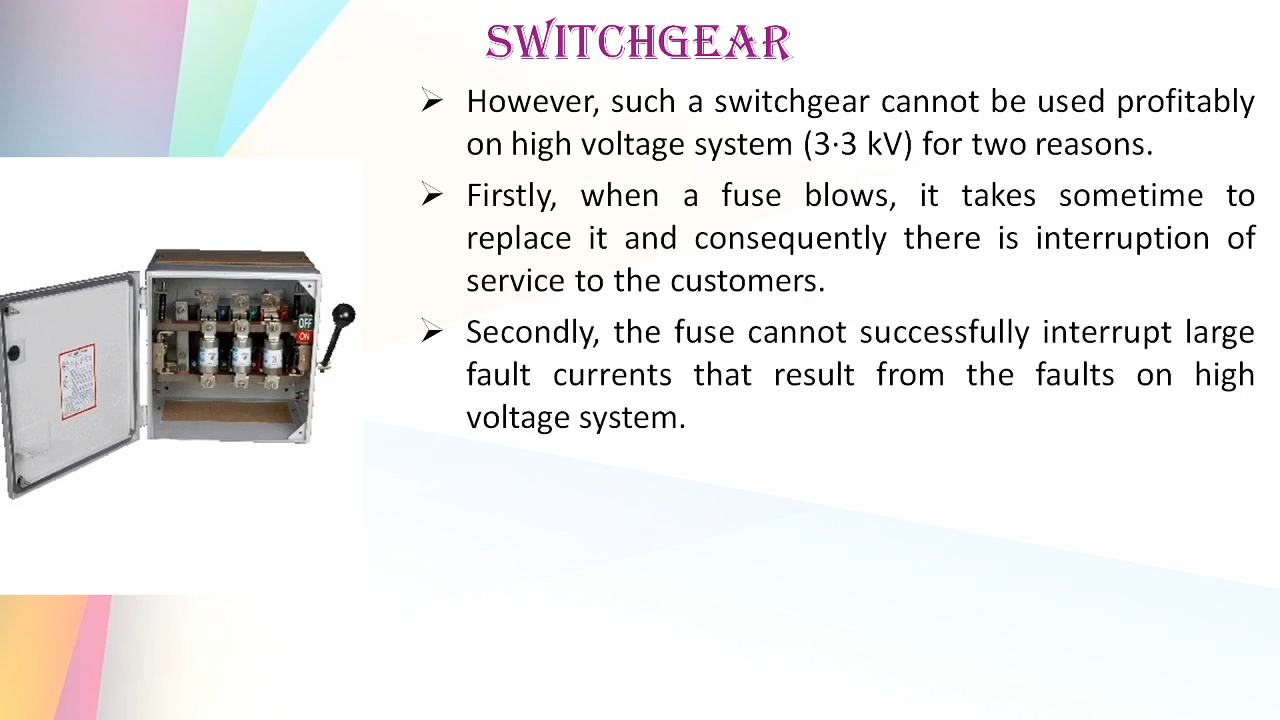 SWITCHGEAR
➢ However, such a switchgear cannot be used profitably
on high voltage system (3·3 kV) for two reasons.
➢ Firstly, when a fuse blows, it takes sometime to
replace it and consequently there is interruption of
service to the customers.
➢ Secondly, the fuse cannot successfully interrupt large
fault currents that result from the faults on high
voltage system.
OFF
ON